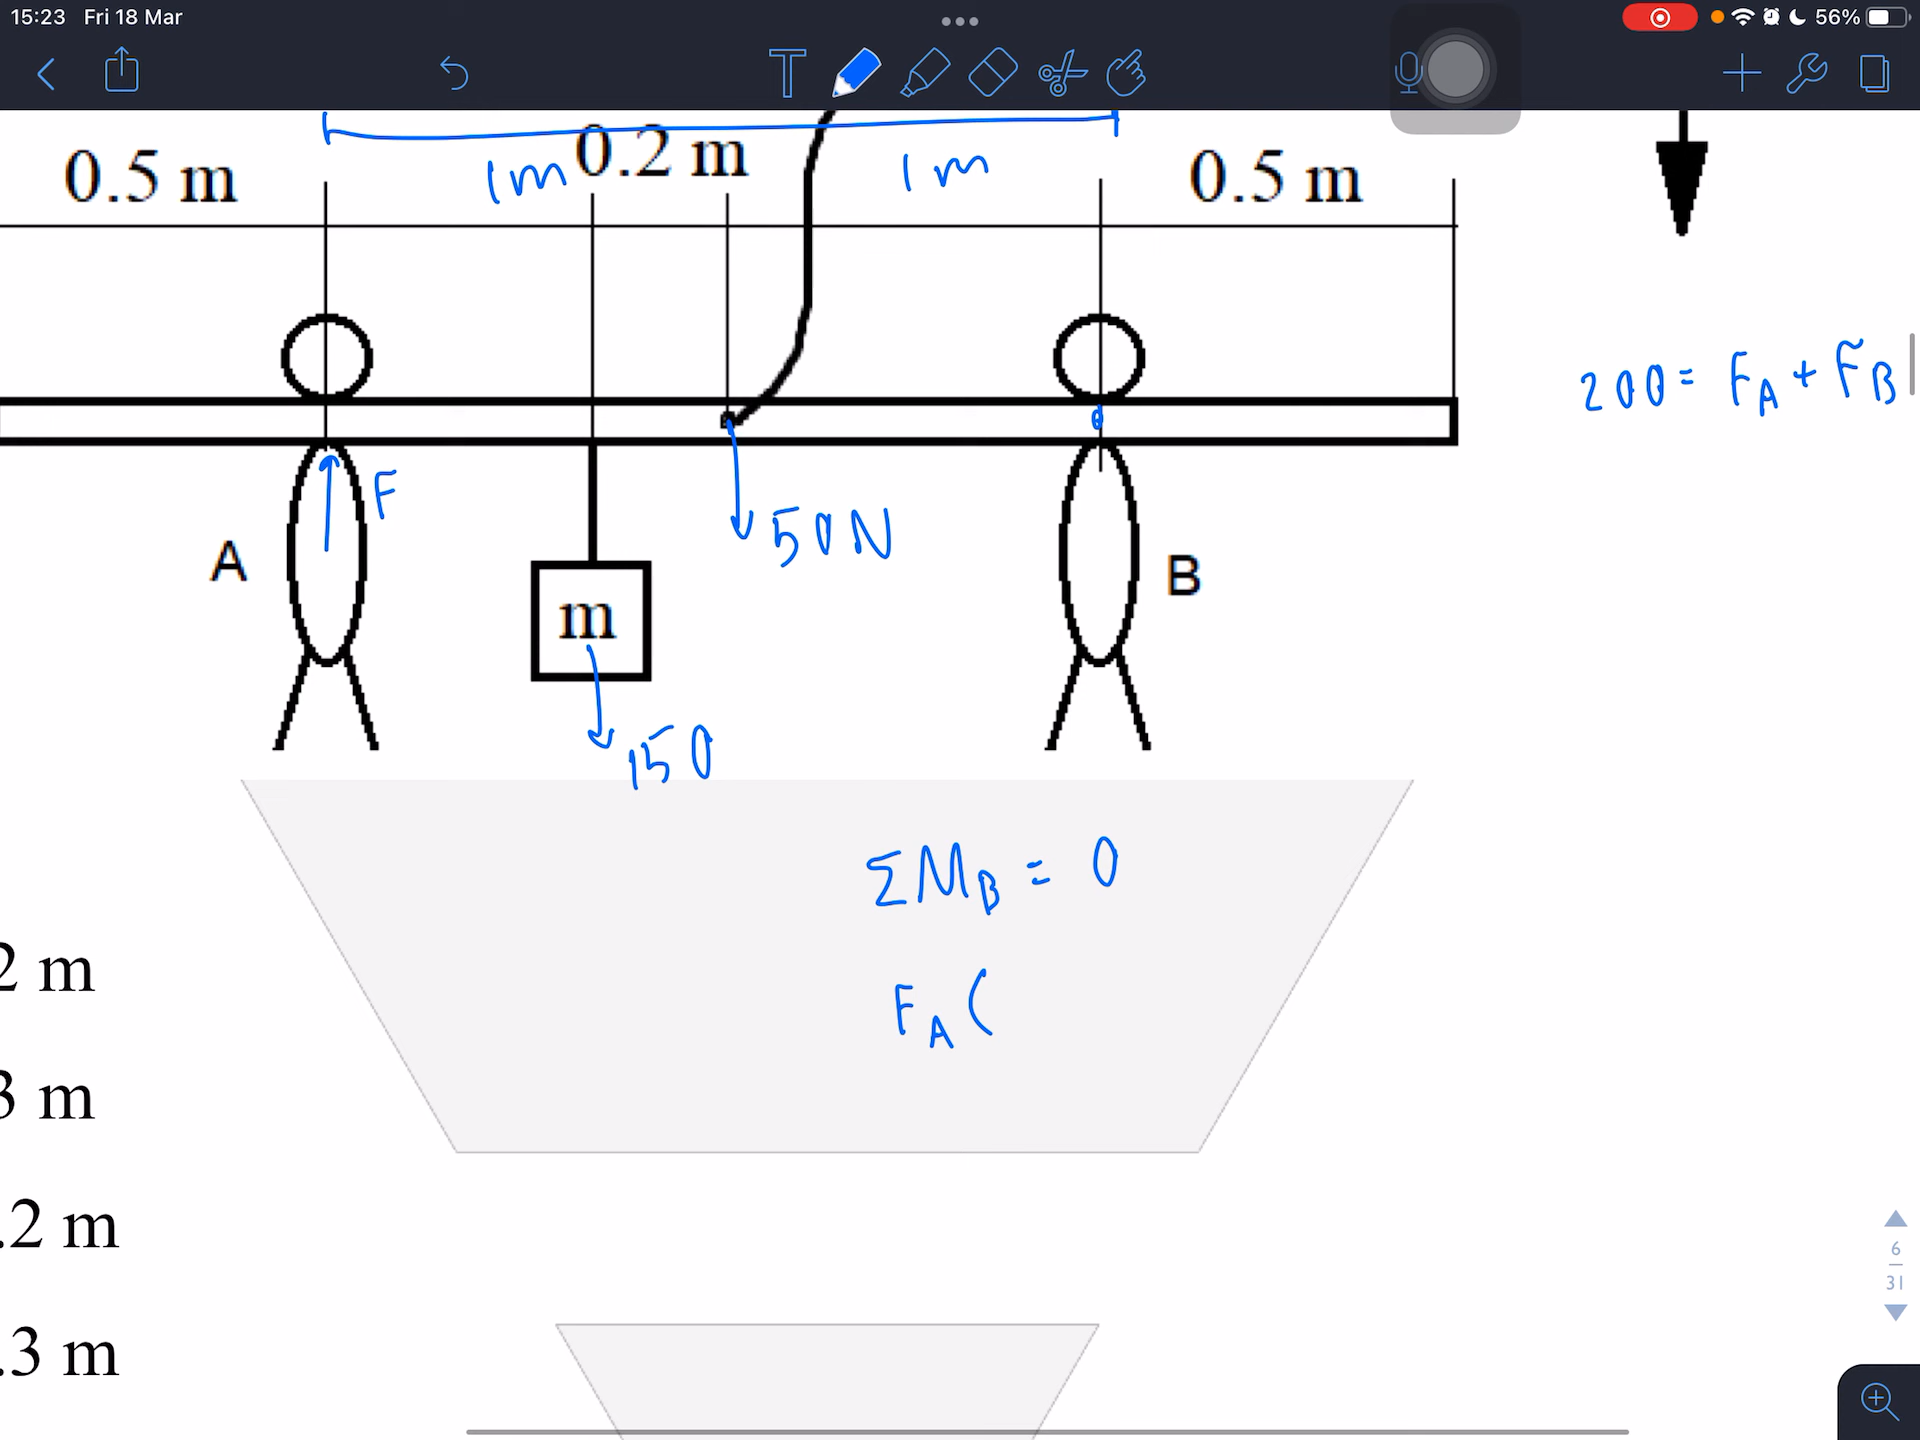 15:23 Fri 18 Mar
56%
T
0.5 m
1m
0.2 m
1m
0.5 m
200 = FA + FB
F
A
50N
B
m
150
ΣMB = 0
FA (
2 m
3 m
.2 m
.3 m
6
31